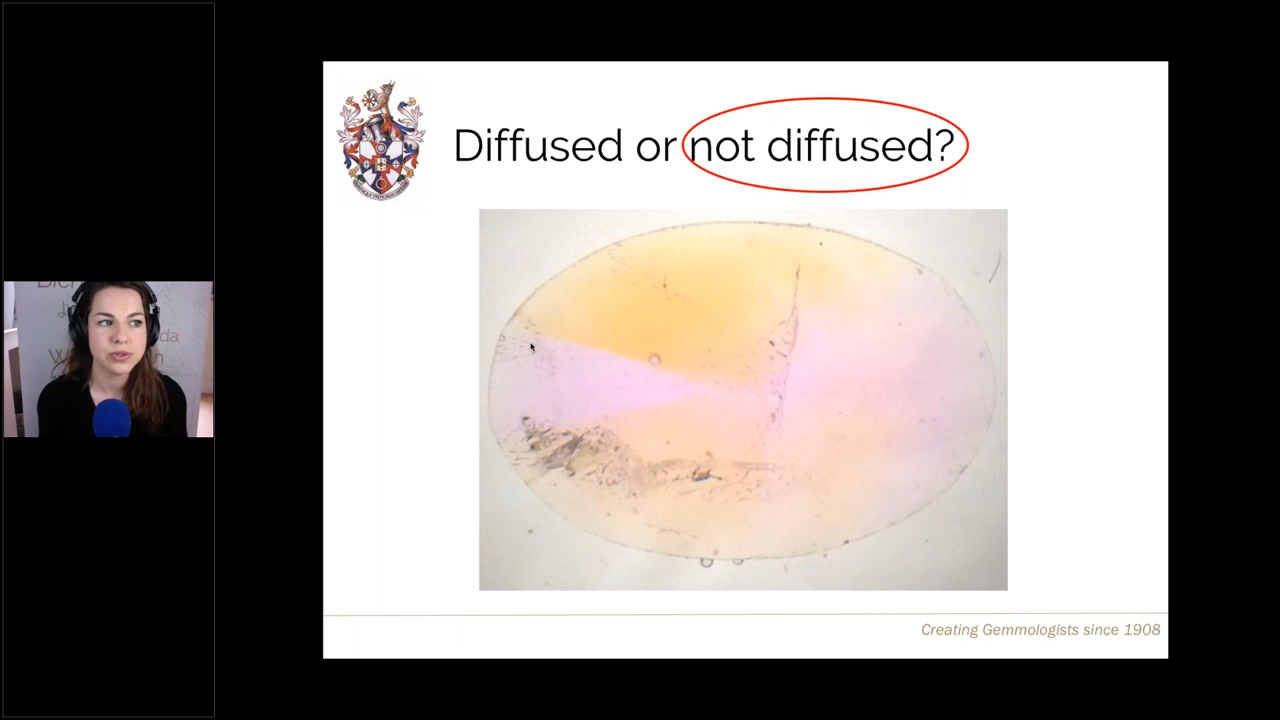 Diffused or not diffused?
Creating Gemmologists since 1908